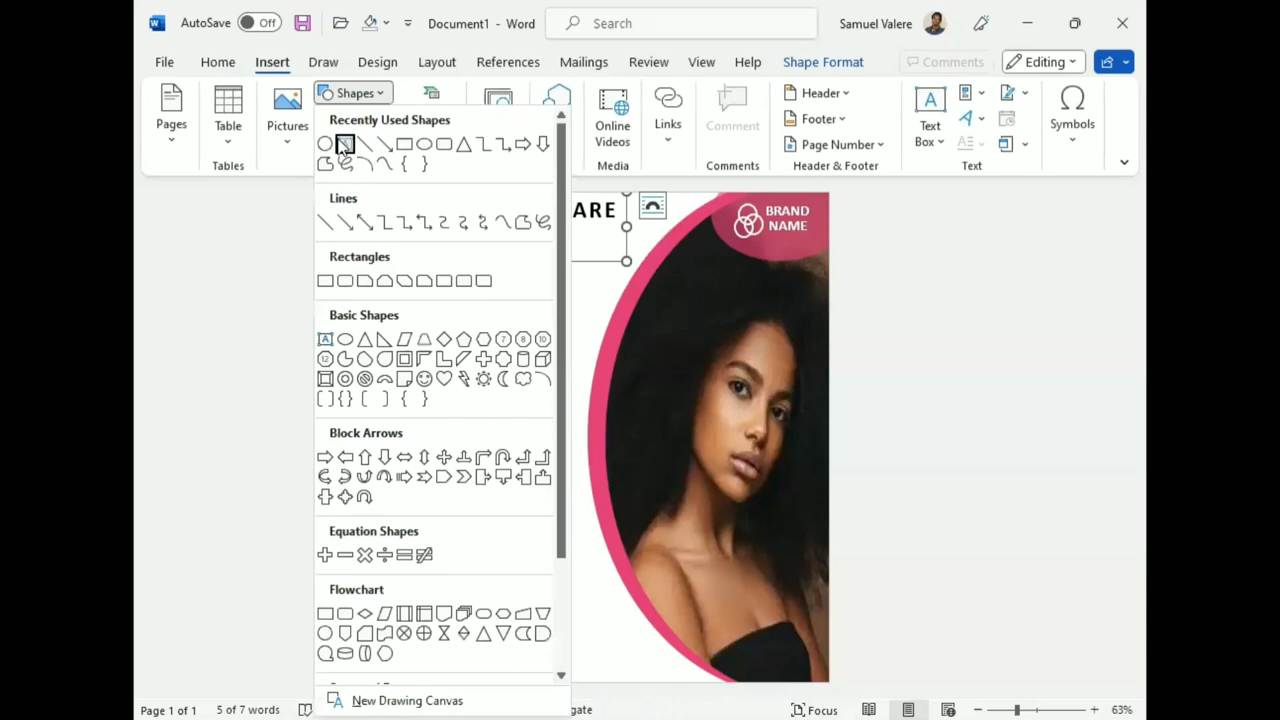 AutoSave Off Document1 - Word Search Samuel Valere
File Home Insert Draw Design Layout References Mailings Review View Help Shape Format Comments Editing
Pages
Table
Tables
Pictures
Shapes
Online
Videos
Media
Links
Comment
Comments
Header
Footer
Page Number
Header & Footer
Text
Box
Text
Symbols
Recently Used Shapes
Lines
Rectangles
Basic Shapes
Block Arrows
Equation Shapes
Flowchart
New Drawing Canvas
ARE
BRAND
NAME
Page 1 of 1 5 of 7 words Focus 63%